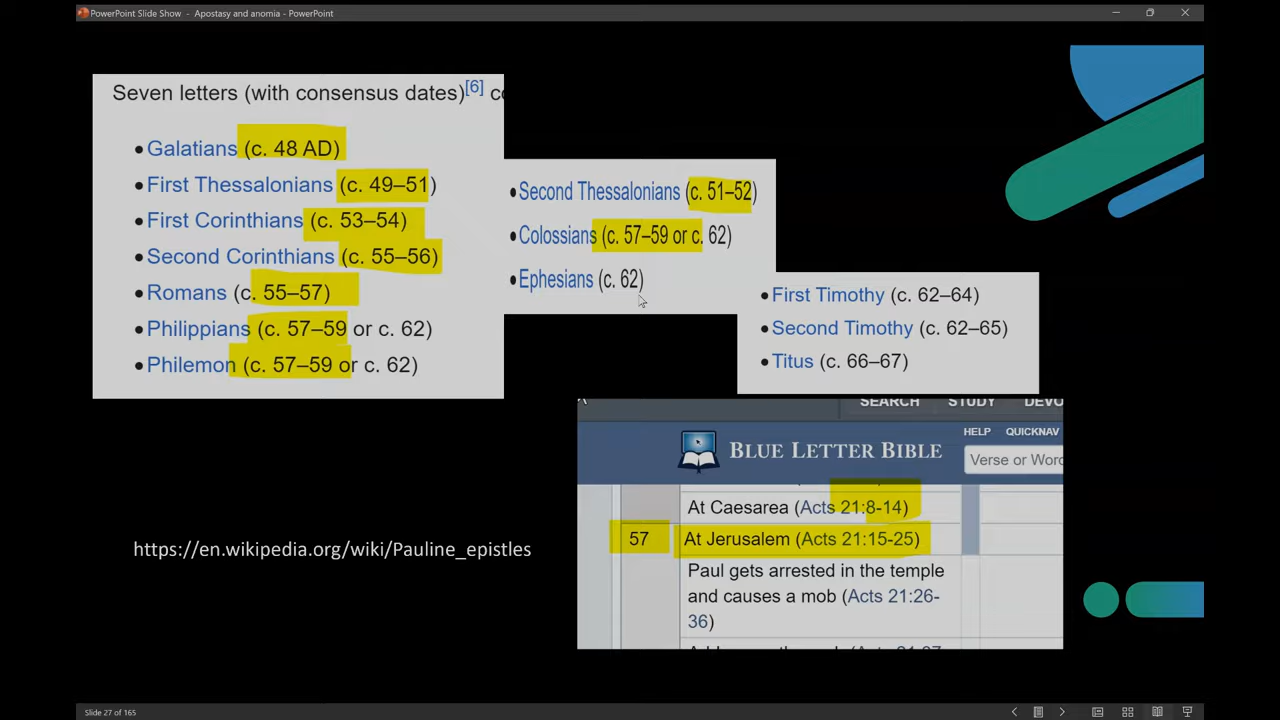 PowerPoint Slide Show - Apostasy and anomia - PowerPoint
Seven letters (with consensus dates)[6]
•Galatians (c. 48 AD)
•First Thessalonians (c. 49–51)
•First Corinthians (c. 53–54)
•Second Corinthians (c. 55–56)
•Romans (c. 55–57)
•Philippians (c. 57–59 or c. 62)
•Philemon (c. 57–59 or c. 62)
•Second Thessalonians (c. 51–52)
•Colossians (c. 57–59 or c. 62)
•Ephesians (c. 62)
•First Timothy (c. 62–64)
•Second Timothy (c. 62–65)
•Titus (c. 66–67)
SEARCH STUDY DEVO
BLUE LETTER BIBLE
HELP QUICKNAV
Verse or Word
At Caesarea (Acts 21:8-14)
57 At Jerusalem (Acts 21:15-25)
Paul gets arrested in the temple
and causes a mob (Acts 21:26-
36)
https://en.wikipedia.org/wiki/Pauline_epistles
Slide 27 of 165